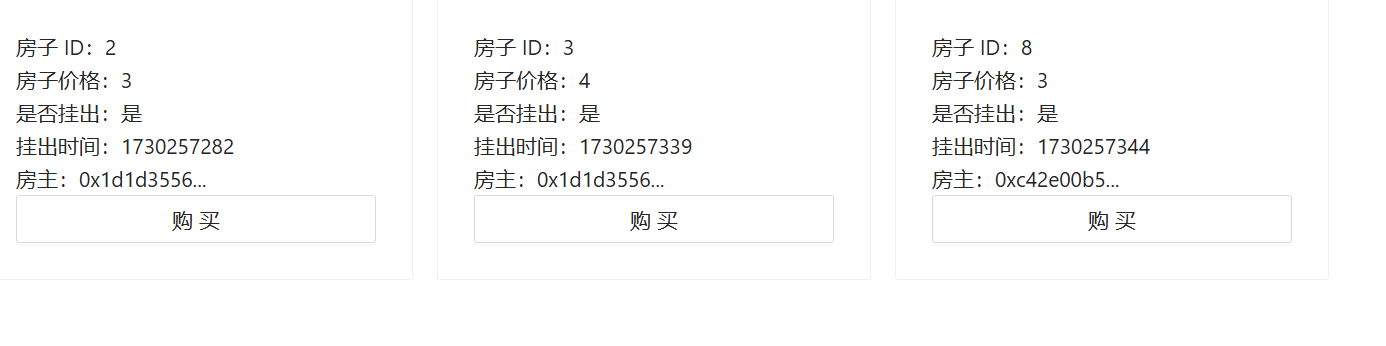 房子 ID：2
房子价格：3
是否挂出：是
挂出时间：1730257282
房主：0x1d1d3556...
购 买
房子 ID：3
房子价格：4
是否挂出：是
挂出时间：1730257339
房主：0x1d1d3556...
购 买
房子 ID：8
房子价格：3
是否挂出：是
挂出时间：1730257344
房主：0xc42e00b5...
购 买